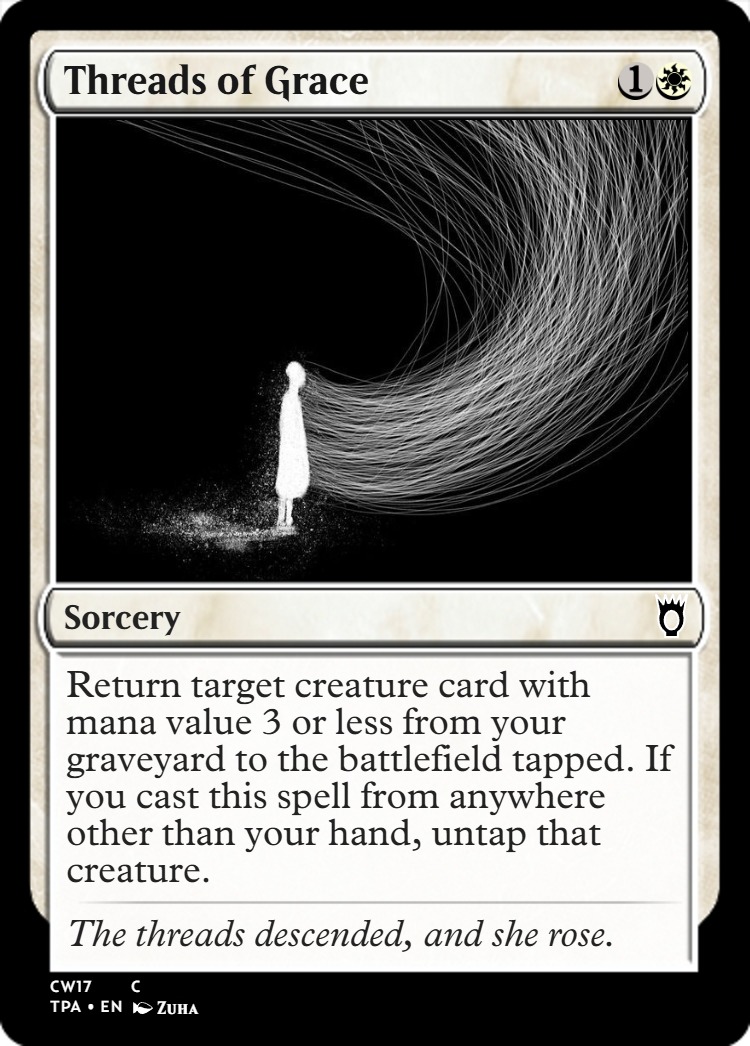 Threads of Grace 1
Sorcery
Return target creature card with
mana value 3 or less from your
graveyard to the battlefield tapped. If
you cast this spell from anywhere
other than your hand, untap that
creature.
The threads descended, and she rose.
CW17 C
TPA • EN ZUHA